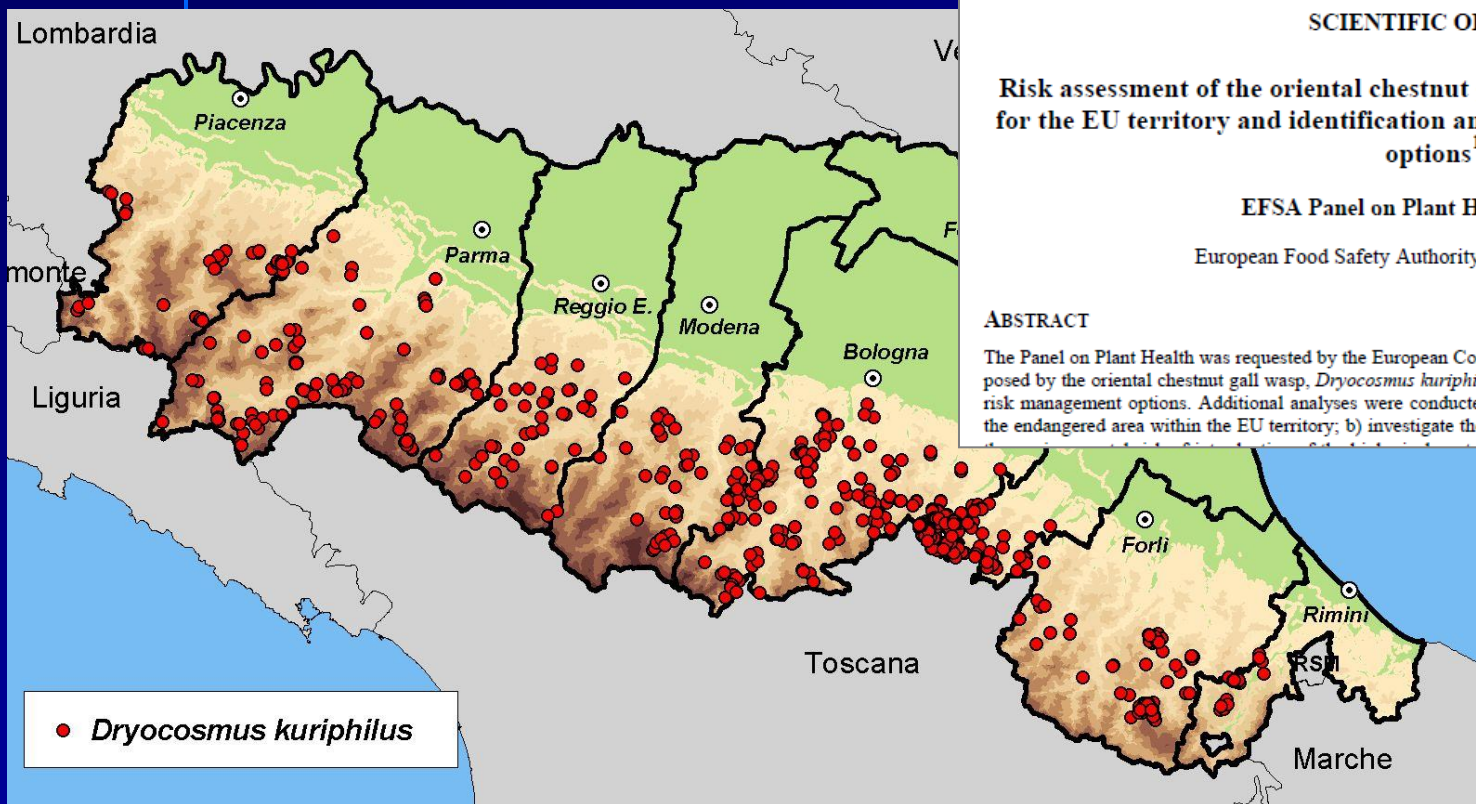 Lombardia
Piacenza
Parma
Reggio E.
Modena
Bologna
monte
Liguria
Forlì
Rimini
RSM
Toscana
Marche
Dryocosmus kuriphilus
SCIENTIFIC OP
Risk assessment of the oriental chestnut
for the EU territory and identification an
options
EFSA Panel on Plant H
European Food Safety Authority
ABSTRACT
The Panel on Plant Health was requested by the European Co
posed by the oriental chestnut gall wasp, Dryocosmus kuriphi
risk management options. Additional analyses were conducte
the endangered area within the EU territory; b) investigate the